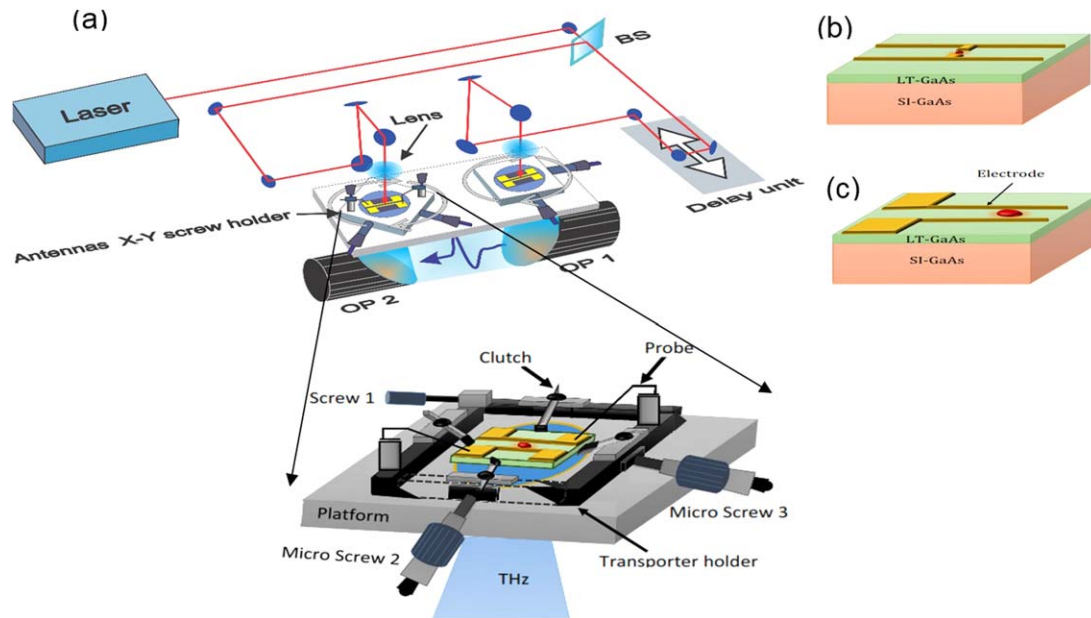 (a)
BS
Laser
Lens
Delay unit
Antennas X-Y screw holder
OP 1
OP 2
Clutch
Probe
Screw 1
Platform
Micro Screw 3
Micro Screw 2
Transporter holder
THz
(b)
LT-GaAs
SI-GaAs
(c)
Electrode
LT-GaAs
SI-GaAs